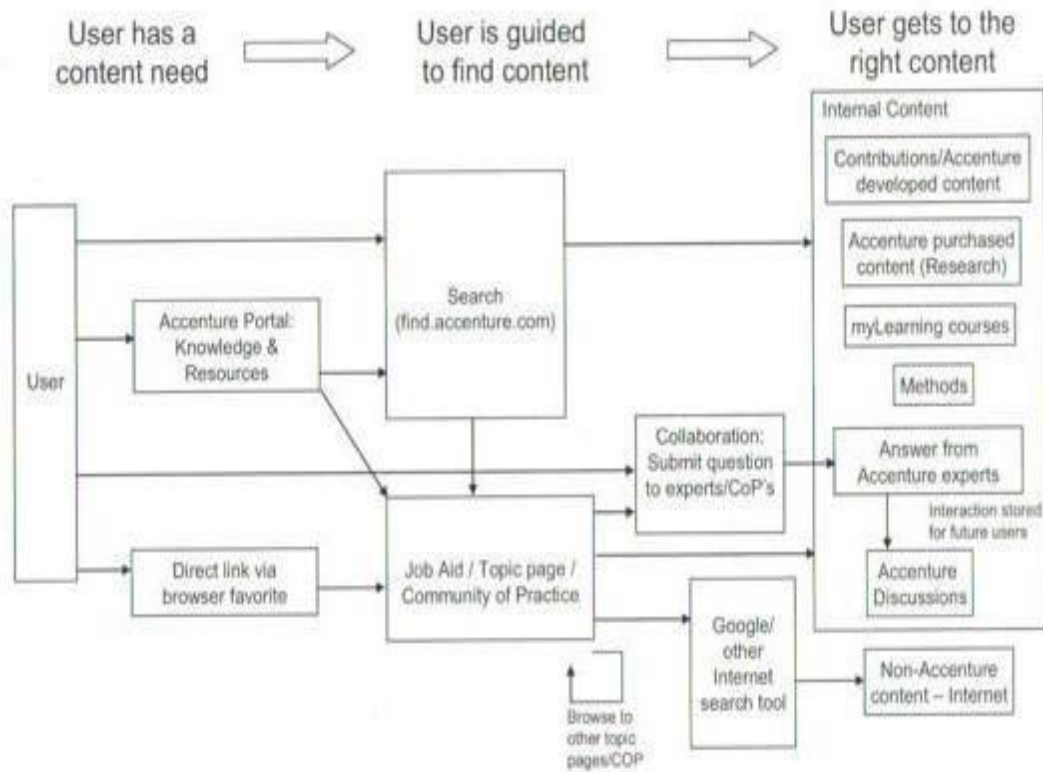 User has a
content need
User is guided
to find content
User gets to the
right content
Internal Content
Contributions/Accenture
developed content
Accenture purchased
content (Research)
myLearning courses
Methods
Answer from
Accenture experts
Interaction stored
for future users
Accenture
Discussions
User
Accenture Portal:
Knowledge &
Resources
Search
(find.accenture.com)
Collaboration:
Submit question
to experts/CoP's
Direct link via
browser favorite
Job Aid / Topic page /
Community of Practice
Google/
other
Internet
search tool
Non-Accenture
content – Internet
Browse to
other topic
pages/COP